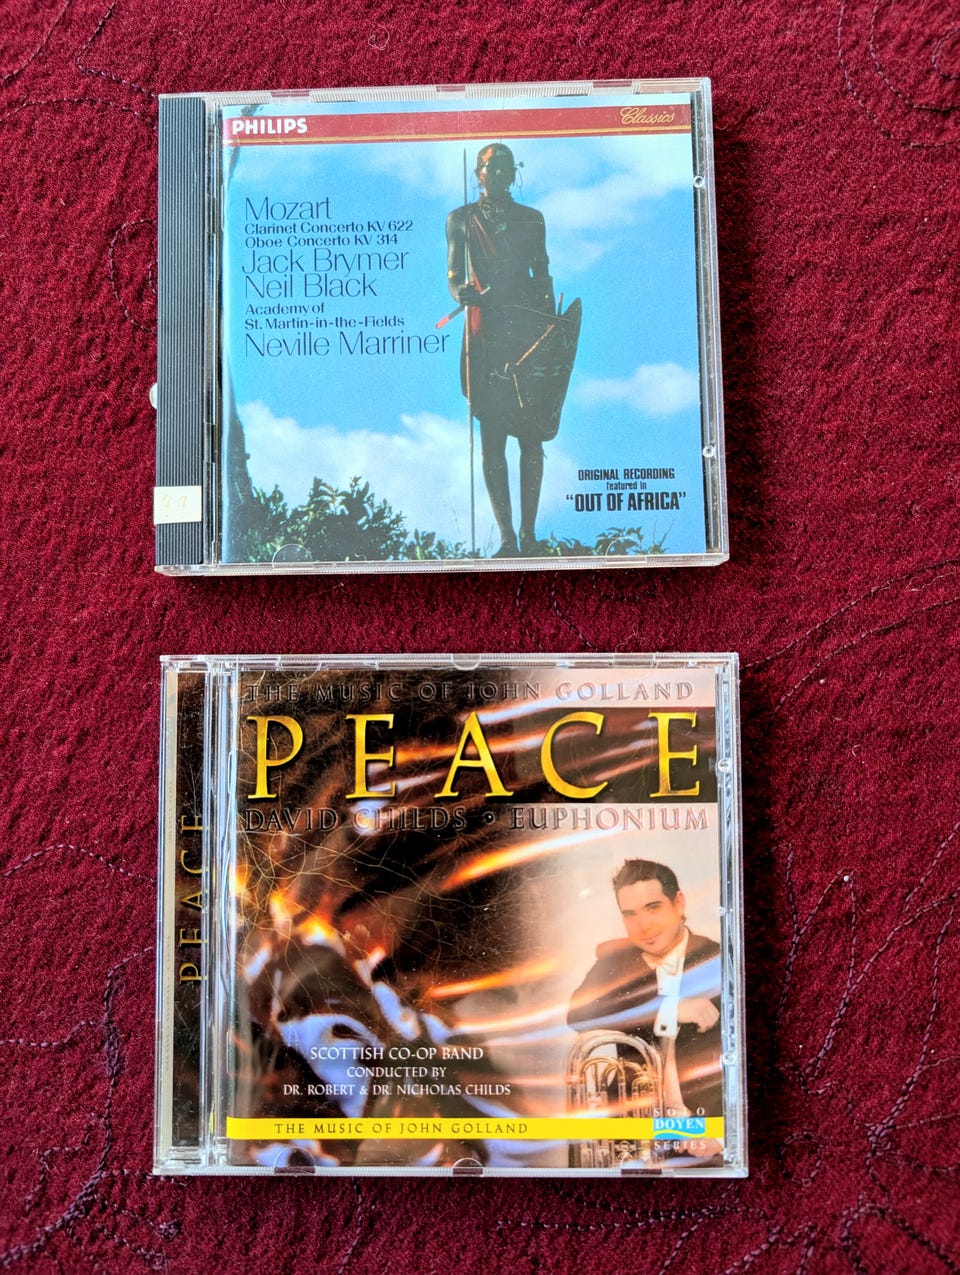 PHILIPS
Classics
Mozart
Clarinet Concerto KV 622
Oboe Concerto KV 314
Jack Brymer
Neil Black
Academy of
St. Martin-in-the-Fields
Neville Marriner
ORIGINAL RECORDING
featured in
"OUT OF AFRICA"
THE MUSIC OF JOHN GOLLAND
PEACE
DAVID CHILDS • EUPHONIUM
PEACE
SCOTTISH CO-OP BAND
CONDUCTED BY
DR. ROBERT & DR. NICHOLAS CHILDS
THE MUSIC OF JOHN GOLLAND
SOLO
DOYEN
SERIES